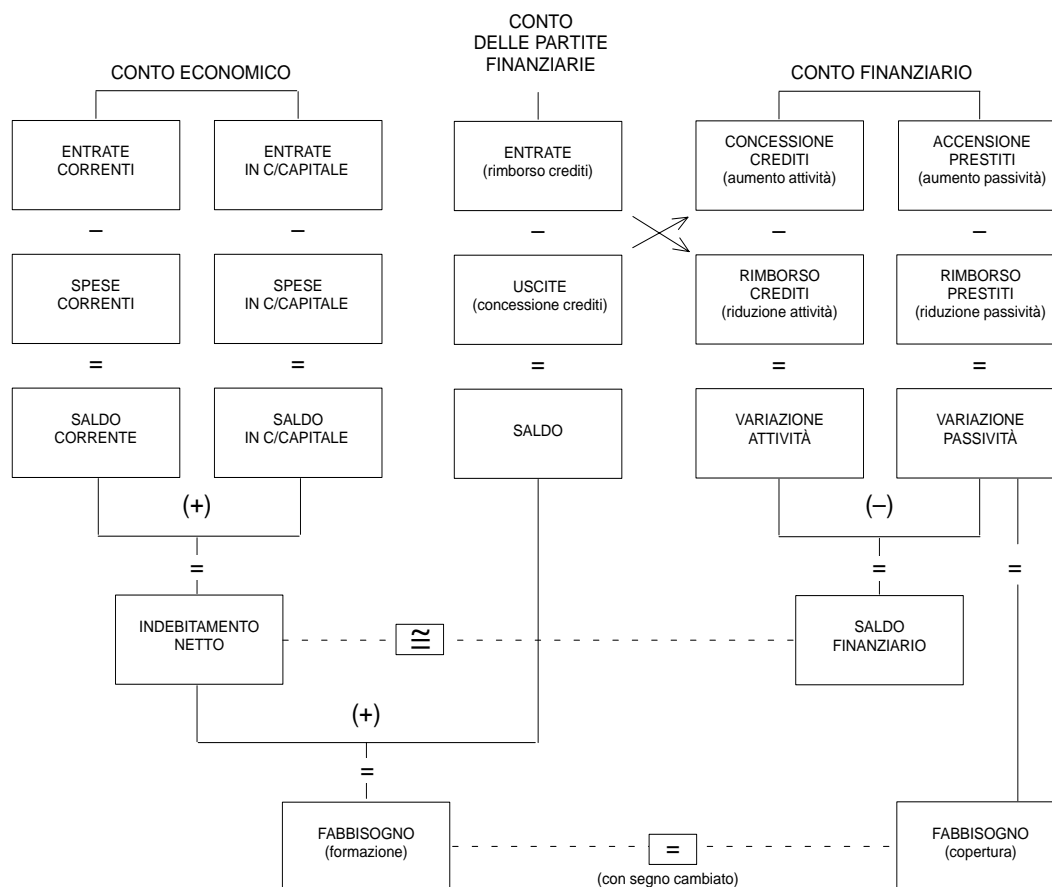 CONTO
DELLE PARTITE
FINANZIARIE
CONTO ECONOMICO
CONTO FINANZIARIO
ENTRATE
CORRENTI
ENTRATE
IN C/CAPITALE
ENTRATE
(rimborso crediti)
CONCESSIONE
CREDITI
(aumento attività)
ACCENSIONE
PRESTITI
(aumento passività)
–
–
–
–
–
SPESE
CORRENTI
SPESE
IN C/CAPITALE
USCITE
(concessione crediti)
RIMBORSO
CREDITI
(riduzione attività)
RIMBORSO
PRESTITI
(riduzione passività)
=
=
=
=
=
SALDO
CORRENTE
SALDO
IN C/CAPITALE
SALDO
VARIAZIONE
ATTIVITÀ
VARIAZIONE
PASSIVITÀ
(+)
(–)
=
=
=
INDEBITAMENTO
NETTO
≅
SALDO
FINANZIARIO
(+)
=
FABBISOGNO
(formazione)
=
(con segno cambiato)
FABBISOGNO
(copertura)